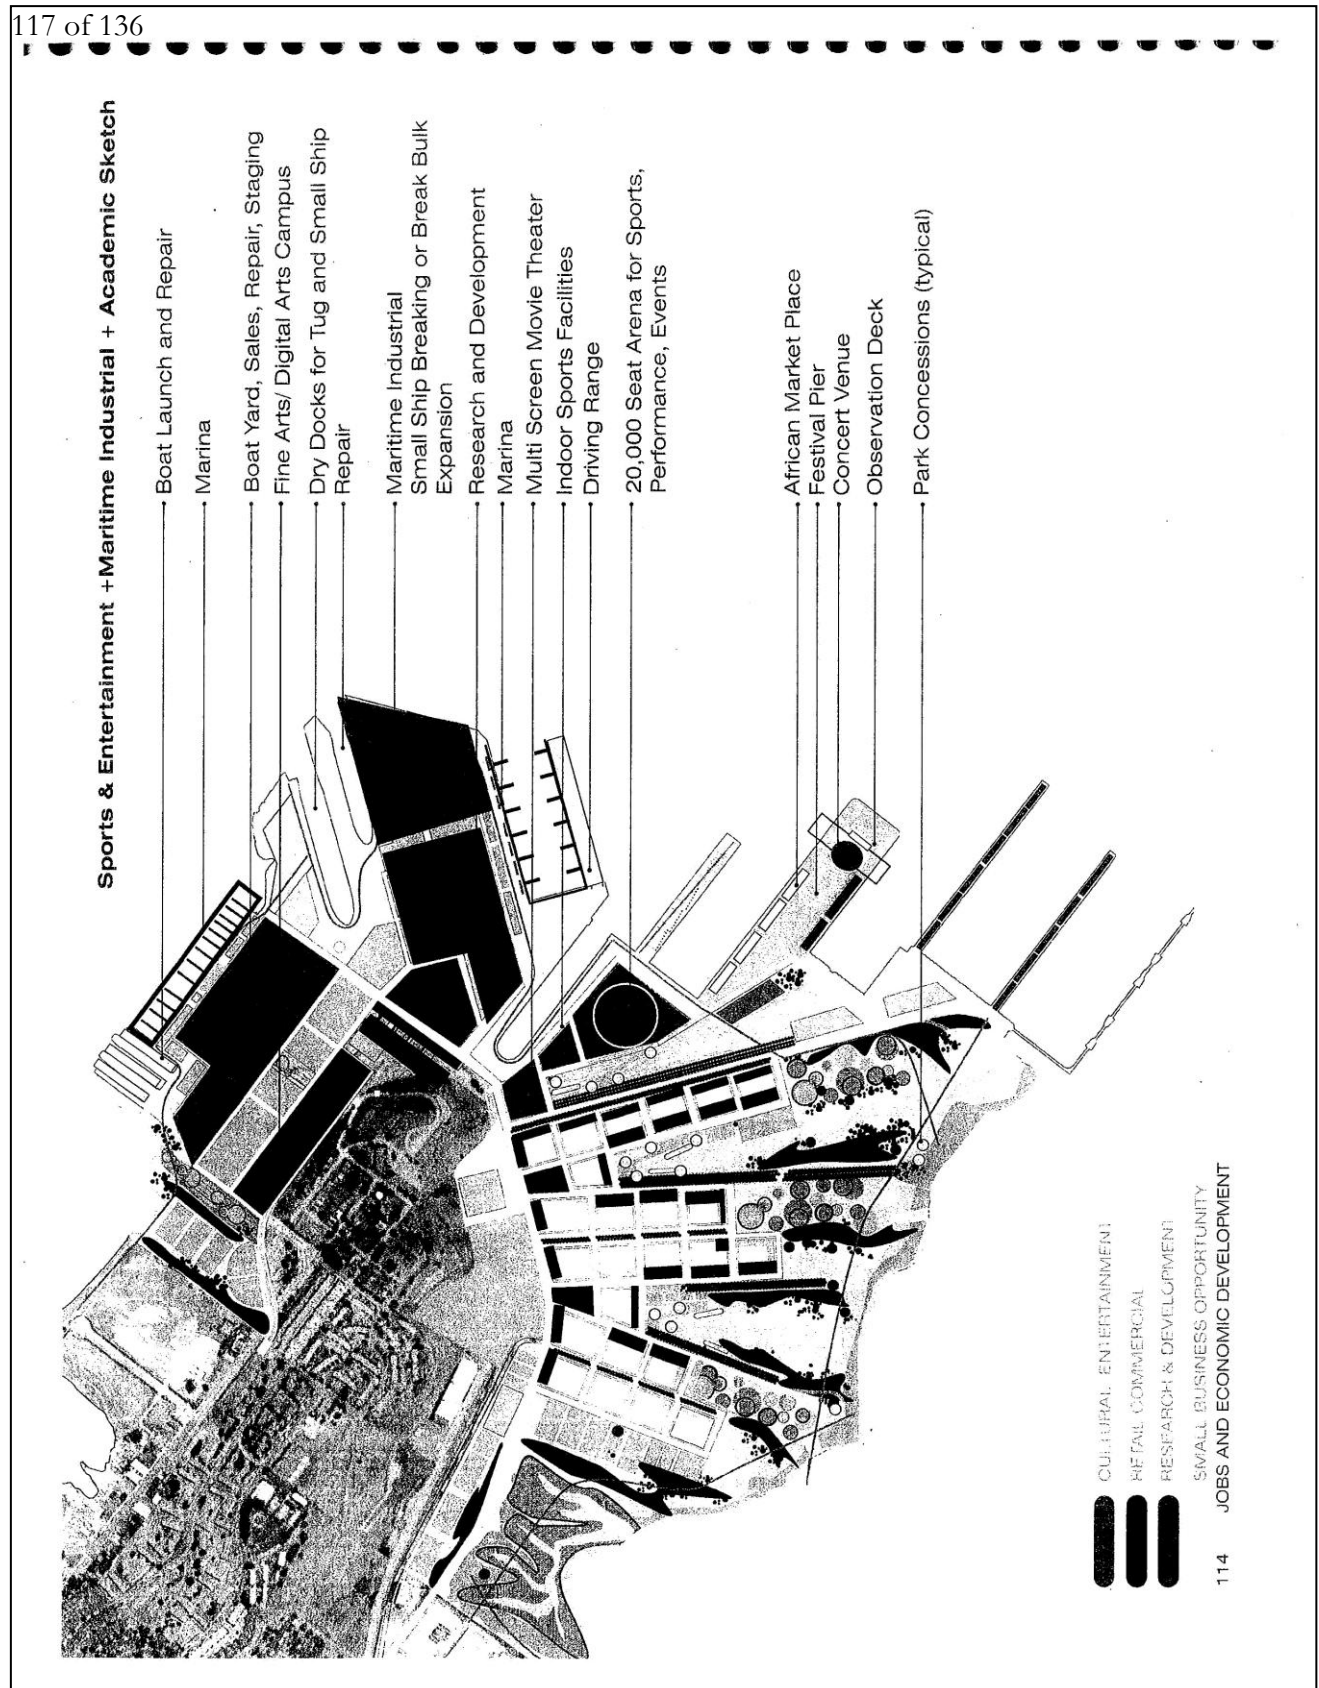 117 of 136
Sports & Entertainment +Maritime Industrial + Academic Sketch
Boat Launch and Repair
Marina
Boat Yard, Sales, Repair, Staging
Fine Arts/ Digital Arts Campus
Dry Docks for Tug and Small Ship
Repair
Maritime Industrial
Small Ship Breaking or Break Bulk
Expansion
Research and Development
Marina
Multi Screen Movie Theater
Indoor Sports Facilities
Driving Range
20,000 Seat Arena for Sports,
Performance, Events
African Market Place
Festival Pier
Concert Venue
Observation Deck
Park Concessions (typical)
CULTURAL ENTERTAINMENT
RETAIL COMMERCIAL
RESEARCH & DEVELOPMENT
SMALL BUSINESS OPPORTUNITY
114 JOBS AND ECONOMIC DEVELOPMENT